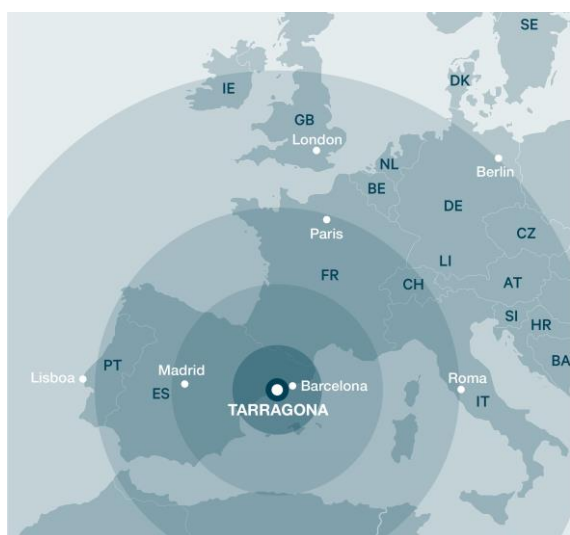 SE
IE
DK
GB
London
NL
Berlin
BE
DE
Paris
CZ
LI
FR
CH
AT
SI
HR
PT
BA
Lisboa
Madrid
ES
Barcelona
Roma
IT
TARRAGONA